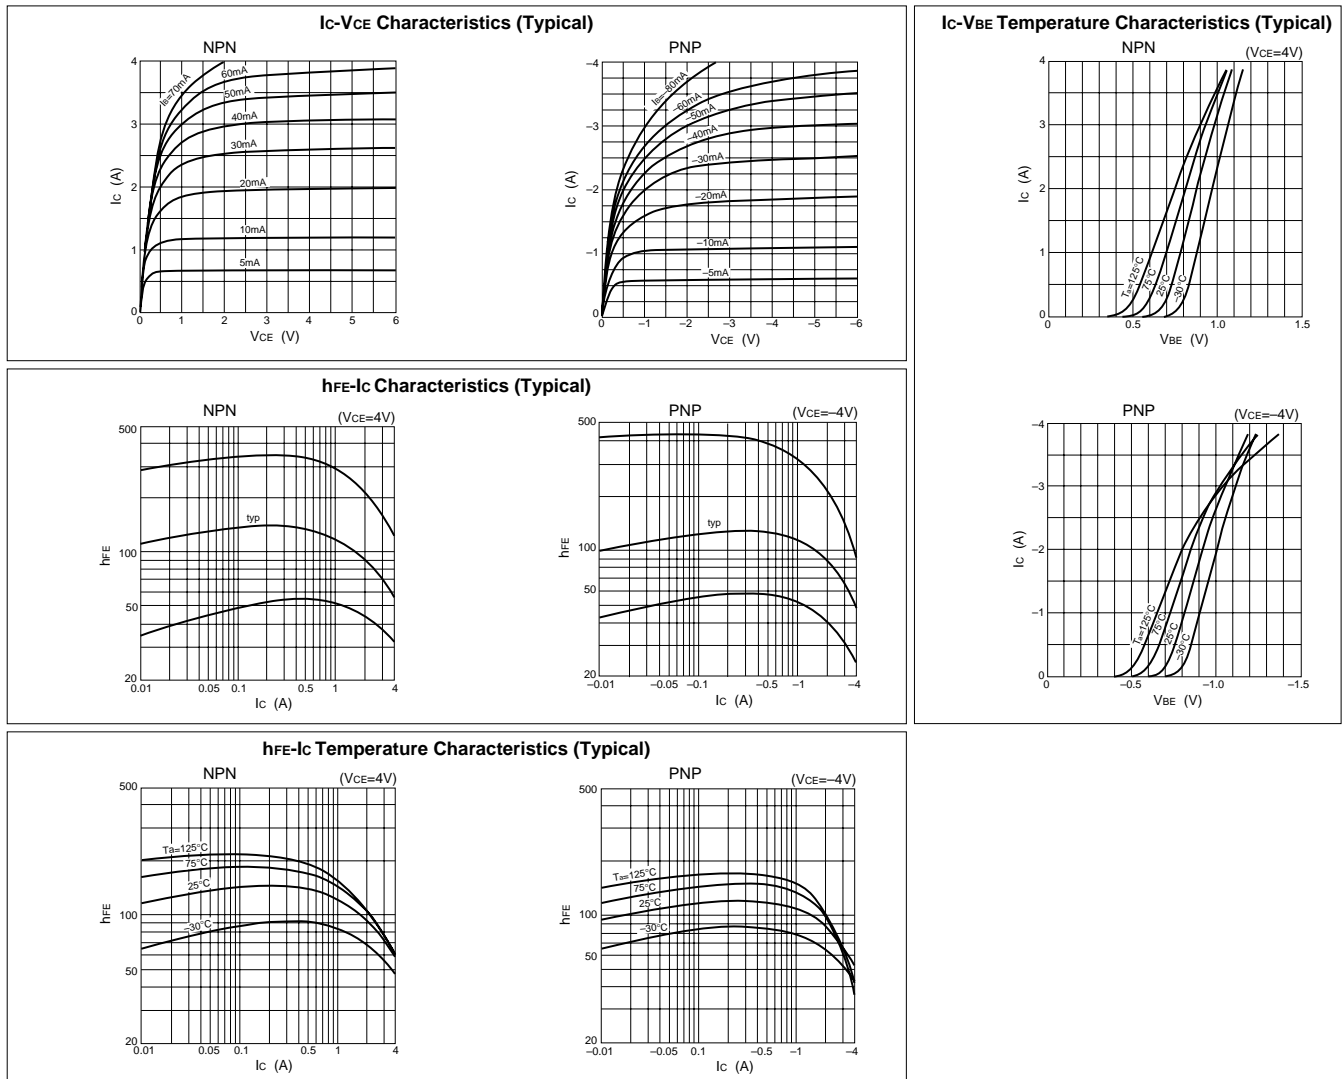 IC-VCE Characteristics (Typical)
NPN
4
3
2
1
0
IC (A)
IB=70mA
60mA
50mA
40mA
30mA
20mA
10mA
5mA
0 1 2 3 4 5 6
VCE (V)
PNP
–4
–3
–2
–1
0
IC (A)
IB=–80mA
–60mA
–50mA
–40mA
–30mA
–20mA
–10mA
–5mA
0 –1 –2 –3 –4 –5 –6
VCE (V)
IC-VBE Temperature Characteristics (Typical)
NPN
(VCE=4V)
4
3
2
1
0
IC (A)
Ta=125°C
75°C
25°C
–30°C
0 0.5 1.0 1.5
VBE (V)
PNP
(VCE=–4V)
–4
–3
–2
–1
0
IC (A)
Ta=125°C
75°C
25°C
–30°C
0 –0.5 –1.0 –1.5
VBE (V)
hFE-IC Characteristics (Typical)
NPN
(VCE=4V)
500
100
50
20
hFE
typ
0.01 0.05 0.1 0.5 1 4
IC (A)
PNP
(VCE=–4V)
500
100
50
20
hFE
typ
–0.01 –0.05 –0.1 –0.5 –1 –4
IC (A)
hFE-IC Temperature Characteristics (Typical)
NPN
(VCE=4V)
500
100
50
20
hFE
Ta=125°C
75°C
25°C
–30°C
0.01 0.05 0.1 0.5 1 4
IC (A)
PNP
(VCE=–4V)
500
100
50
20
hFE
Ta=125°C
75°C
25°C
–30°C
–0.01 –0.05 0.1 –0.5 –1 –4
IC (A)